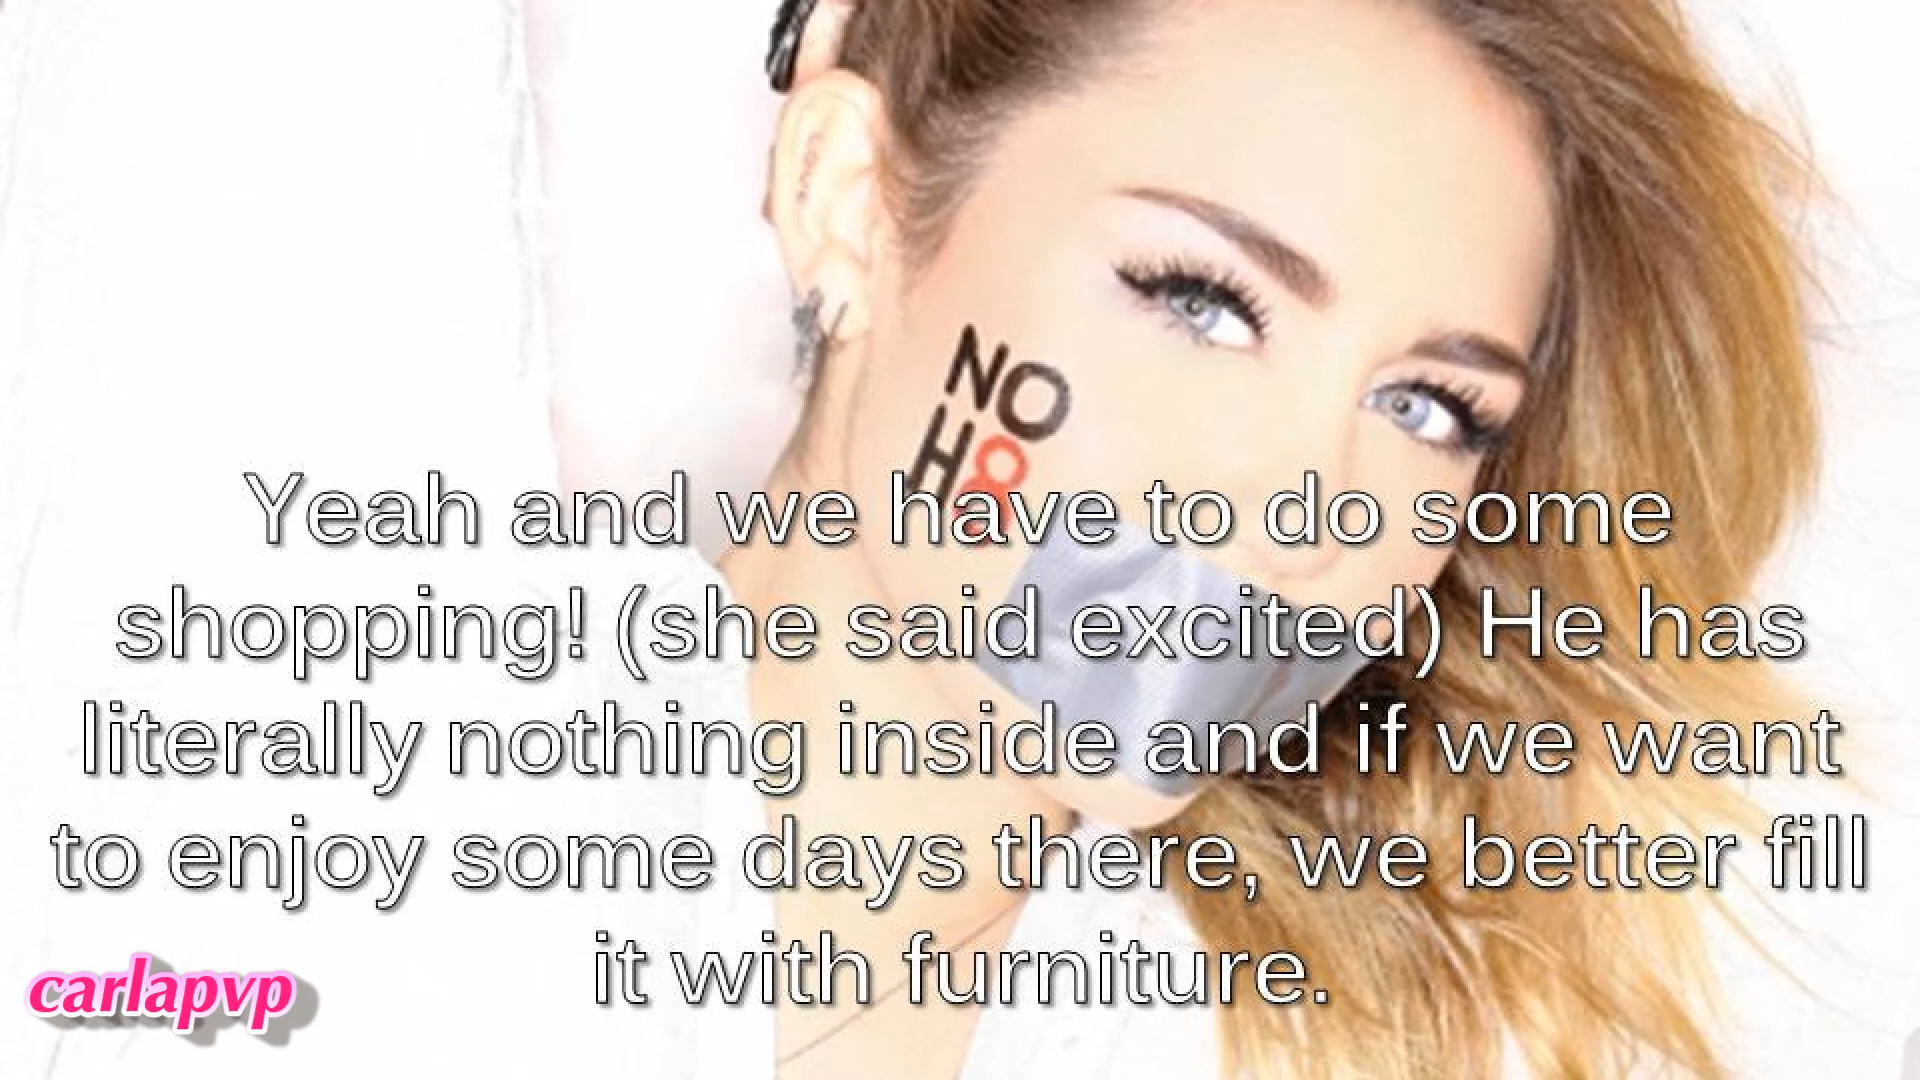 NO
H8
Yeah and we have to do some
shopping! (she said excited) He has
literally nothing inside and if we want
to enjoy some days there, we better fill
it with furniture.
carlapvp